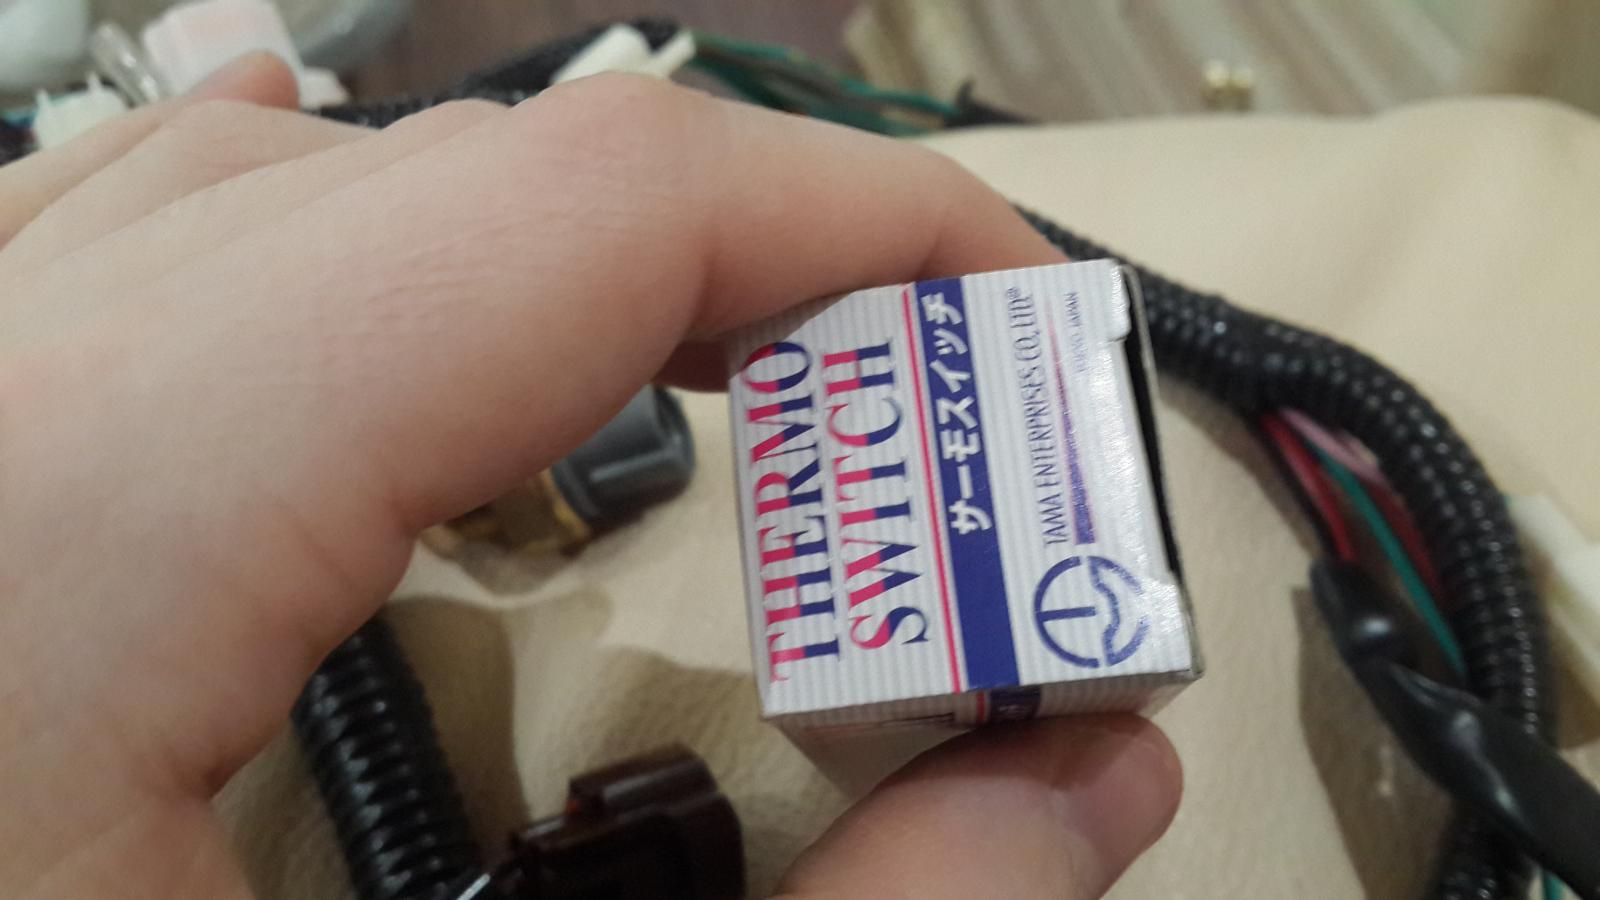 THERMO
SWITCH
サーモスイッチ
TAMA ENTERPRISES CO., LTD®
TOKYO JAPAN